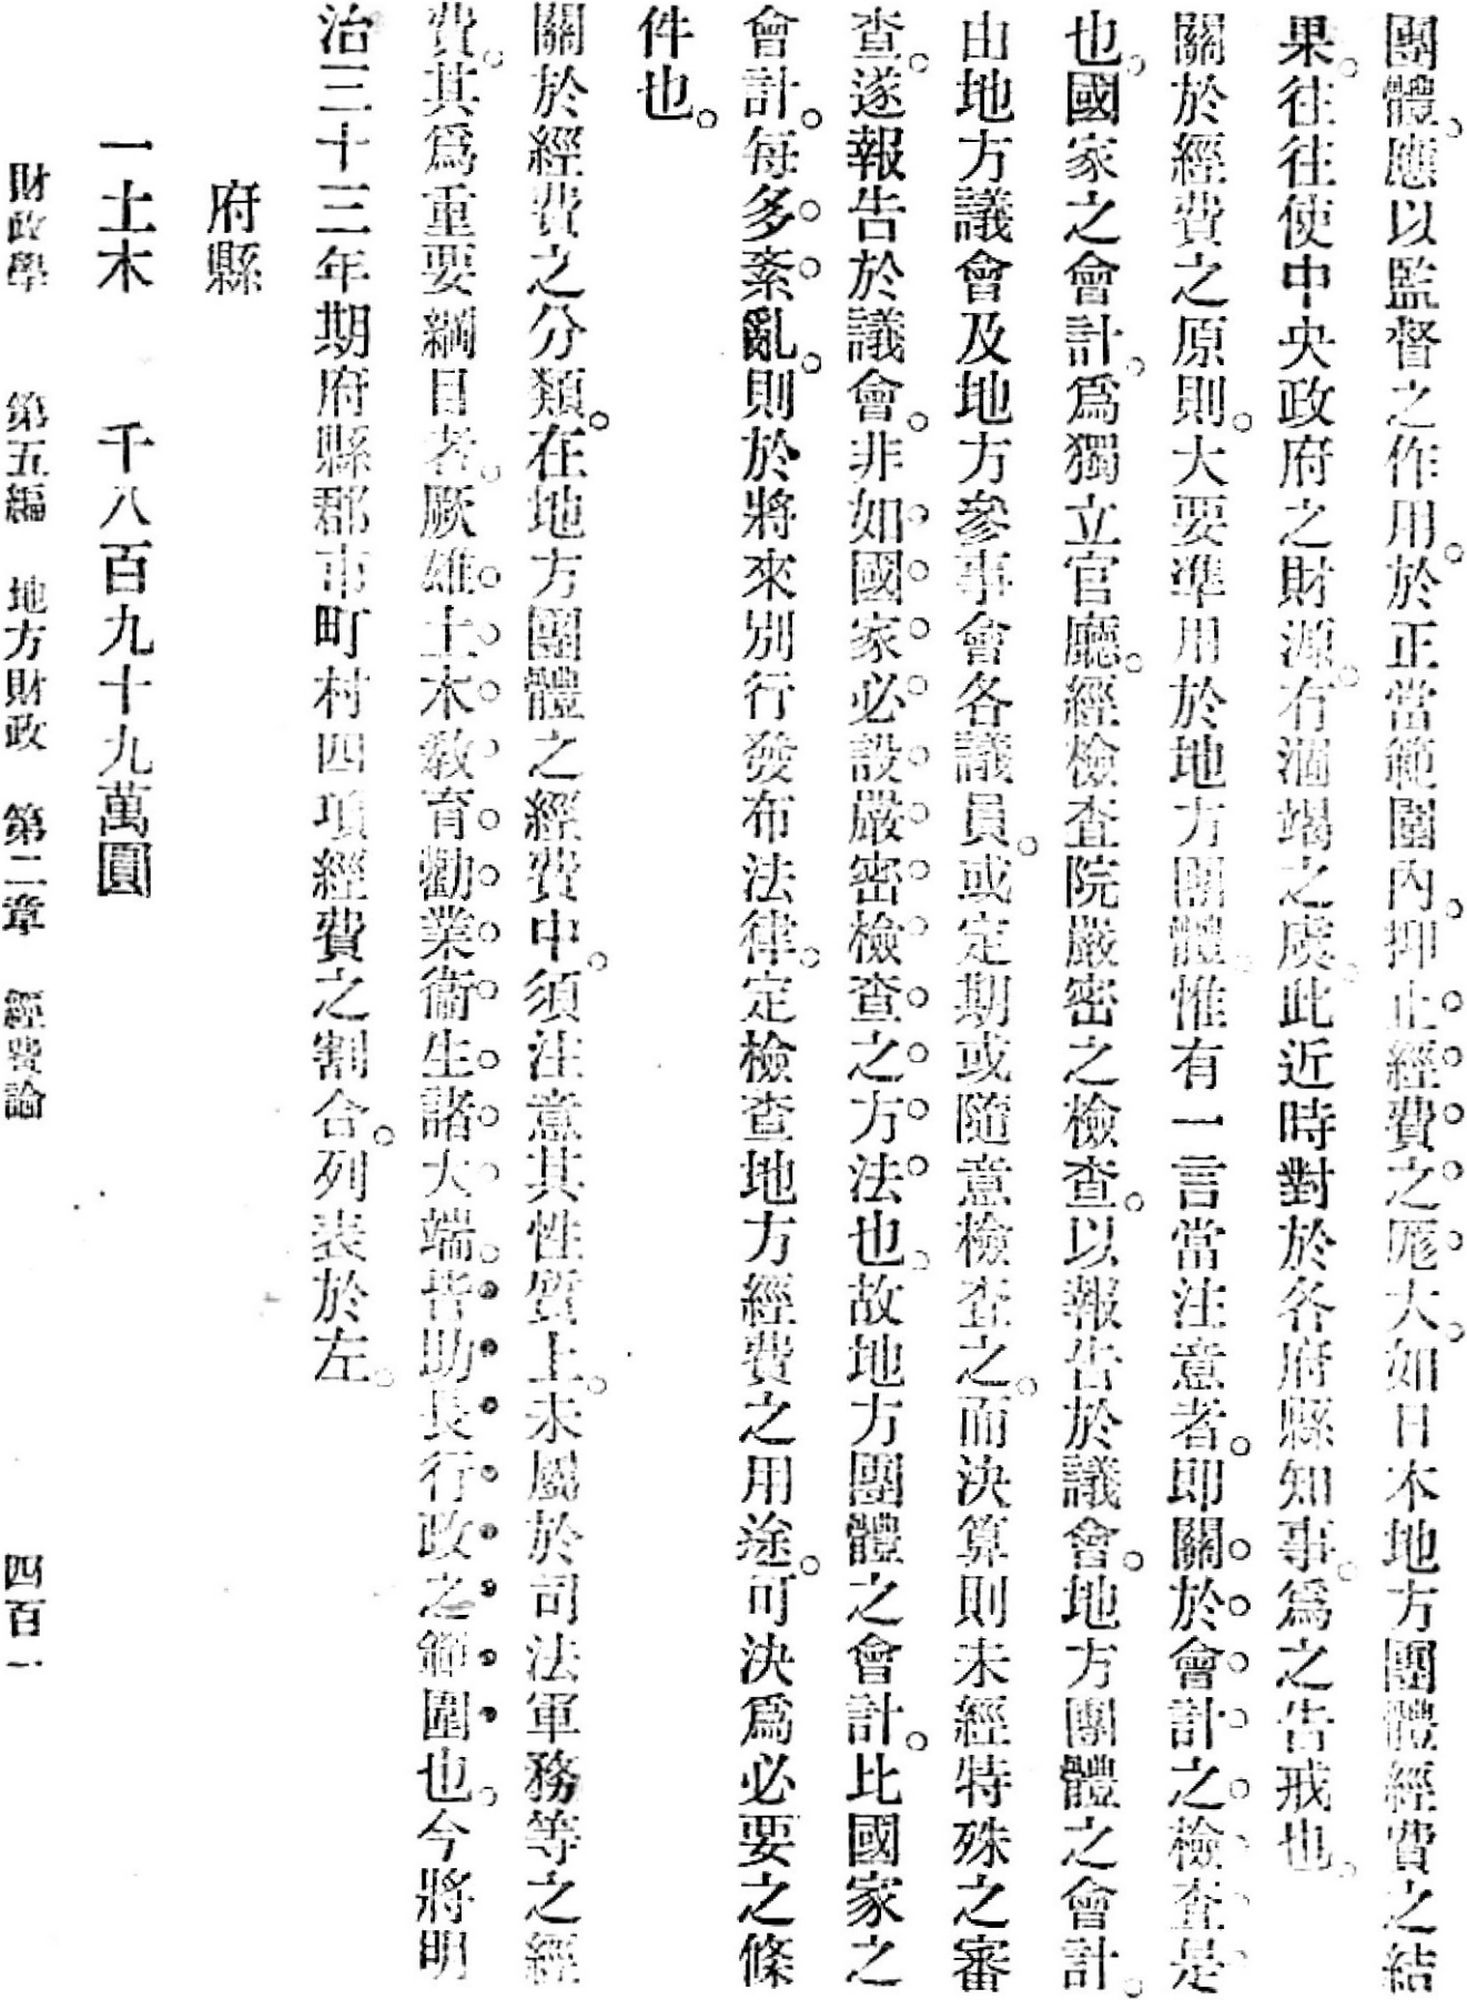 團體。應以監督之作用。於正當範圍內。抑止經費之厖大。如日本地方團體經費之結
果。往往使中央政府之財源。有涸竭之虞。此近時對於各府縣知事。爲之告戒也。
關於經費之原則。大要準用於地方團體。惟有一言當注意者。即關於會計之檢查是
也。國家之會計。爲獨立官廳。經檢查院嚴密之檢查。以報告於議會。地方團體之會計。
由地方議會及地方參事會各議員。或定期或隨意檢查之。而決算則未經特殊之審
查。遂報告於議會。非如國家必設嚴密檢查之方法也。故地方團體之會計。比國家之
會計。每多紊亂。則於將來別行發布法律。定檢查地方經費之用途。可決爲必要之條
件也。
關於經費之分類。在地方團體之經費中。須注意其性質上。未屬於司法軍務等之經
費。其爲重要綱目者。厥雄土木敎育勸業衞生諸大端。皆助長行政之範圍也。今將明
治三十三年期府縣郡市町村四項經費之割合。列表於左。
府縣
一土木 千八百九十九萬圓
財政學 第五編 地方財政 第二章 經費論 四百一